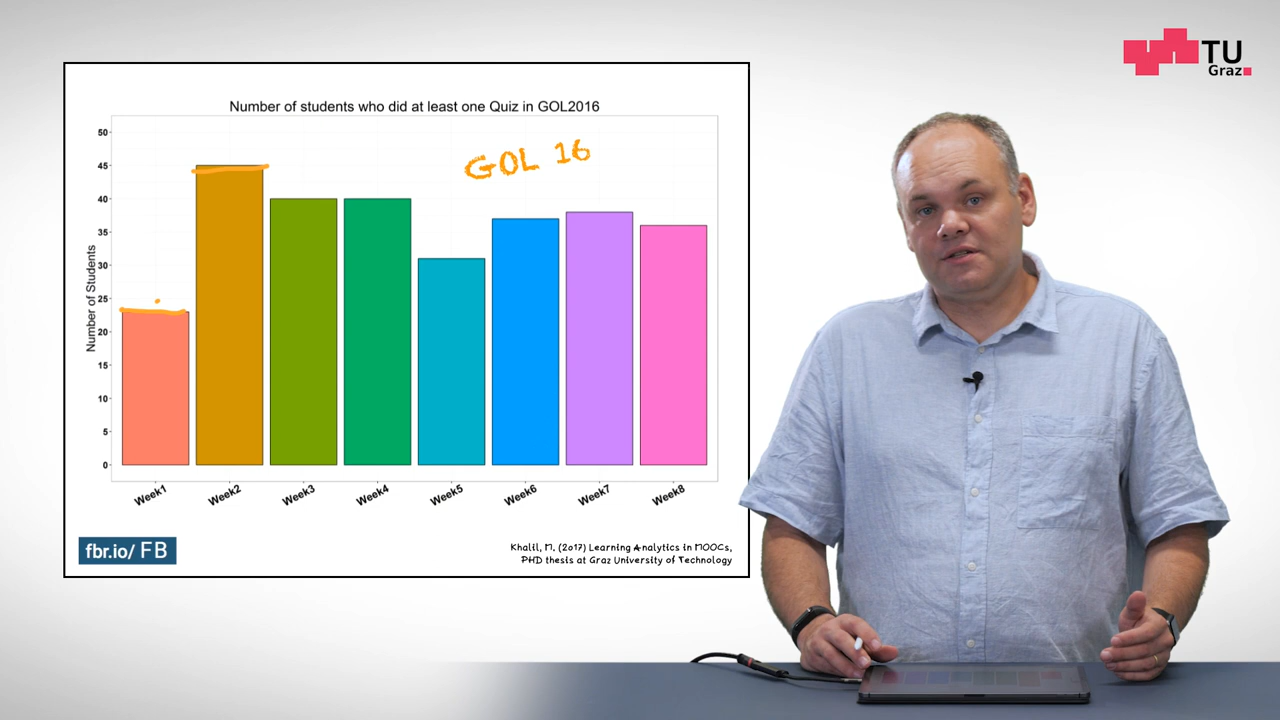 TU
Graz
Number of students who did at least one Quiz in GOL2016
GOL 16
Number of Students
50
45
40
35
30
25
20
15
10
5
0
Week1 Week2 Week3 Week4 Week5 Week6 Week7 Week8
fbr.io/ FB
Khalil, M. (2017) Learning Analytics in MOOCs,
PHD thesis at Graz University of Technology